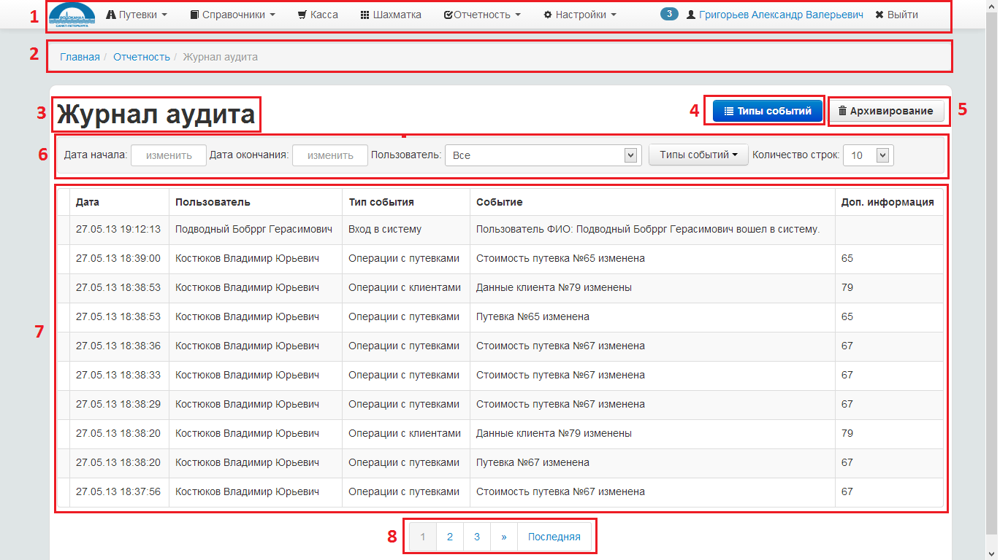 1 ВОДОКАНАЛ САНКТ-ПЕТЕРБУРГА Путевки Справочники Касса Шахматка Отчетность Настройки 3 Григорьев Александр Валерьевич Выйти
2 Главная / Отчетность / Журнал аудита
3 Журнал аудита 4 Типы событий Архивирование 5
6 Дата начала: изменить Дата окончания: изменить Пользователь: Все Типы событий Количество строк: 10
Дата Пользователь Тип события Событие Доп. информация
27.05.13 19:12:13 Подводный Бобррг Герасимович Вход в систему Пользователь ФИО: Подводный Бобррг Герасимович вошел в систему.
27.05.13 18:39:00 Костюков Владимир Юрьевич Операции с путевками Стоимость путевка №65 изменена 65
27.05.13 18:38:53 Костюков Владимир Юрьевич Операции с клиентами Данные клиента №79 изменены 79
27.05.13 18:38:53 Костюков Владимир Юрьевич Операции с путевками Путевка №65 изменена 65
7
27.05.13 18:38:36 Костюков Владимир Юрьевич Операции с путевками Стоимость путевка №67 изменена 67
27.05.13 18:38:33 Костюков Владимир Юрьевич Операции с путевками Стоимость путевка №67 изменена 67
27.05.13 18:38:29 Костюков Владимир Юрьевич Операции с путевками Стоимость путевка №67 изменена 67
27.05.13 18:38:20 Костюков Владимир Юрьевич Операции с клиентами Данные клиента №79 изменены 79
27.05.13 18:38:20 Костюков Владимир Юрьевич Операции с путевками Путевка №67 изменена 67
27.05.13 18:37:56 Костюков Владимир Юрьевич Операции с путевками Стоимость путевка №67 изменена 67
8 1 2 3 » Последняя